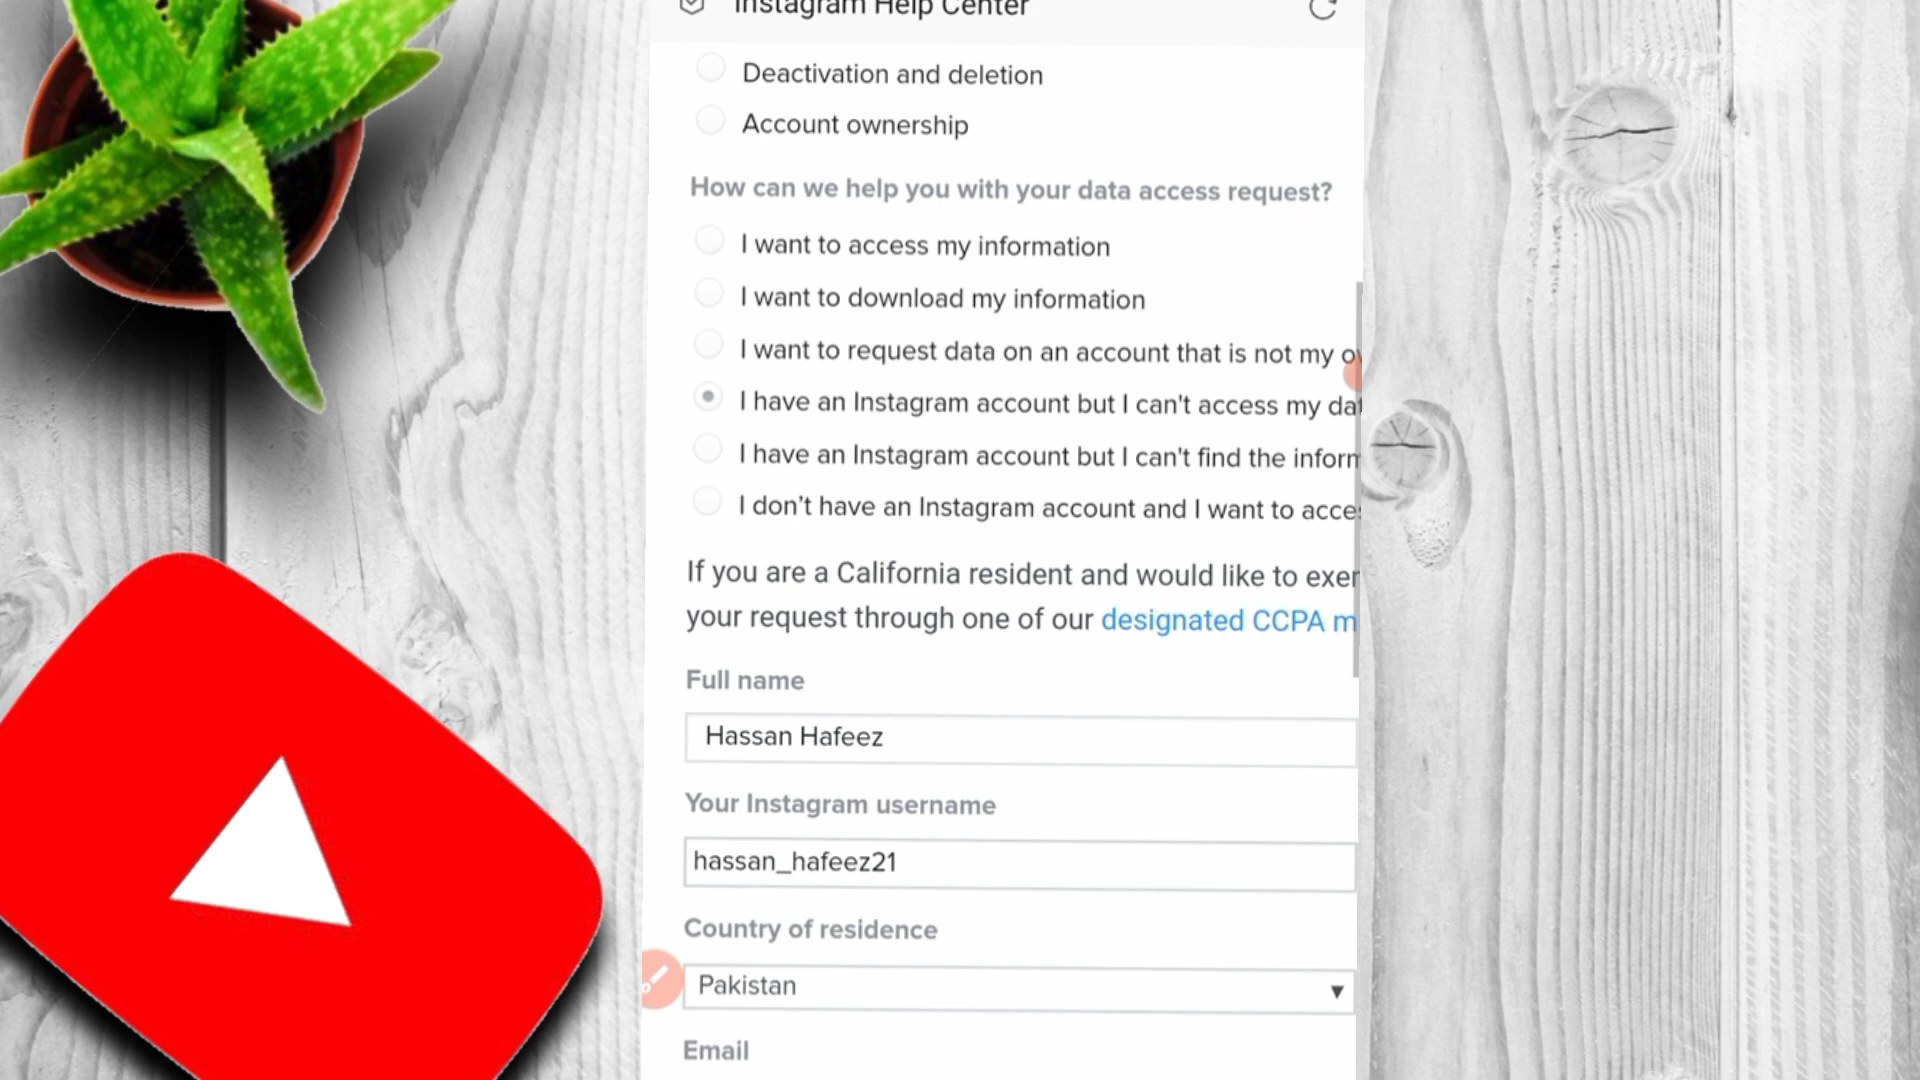 Instagram Help Center
Deactivation and deletion
Account ownership
How can we help you with your data access request?
I want to access my information
I want to download my information
I want to request data on an account that is not my
I have an Instagram account but I can't access my
I have an Instagram account but I can't find the
I don't have an Instagram account and I want to
If you are a California resident and would like to
your request through one of our designated CCPA
Full name
Hassan Hafeez
Your Instagram username
hassan_hafeez21
Country of residence
Pakistan
Email